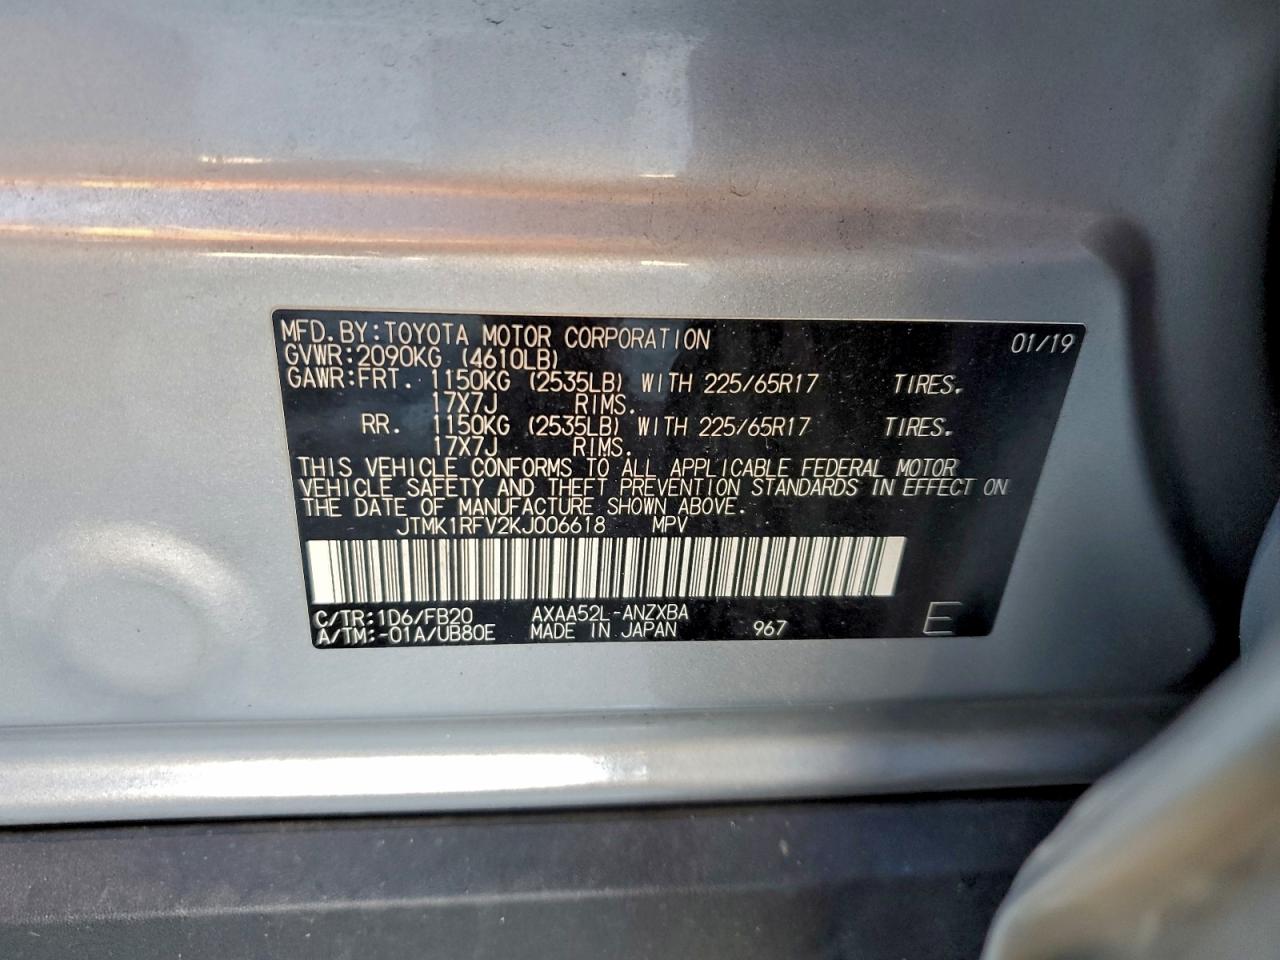 MFD.BY:TOYOTA MOTOR CORPORATION 01/19
GVWR:2090KG (4610LB)
GAWR:FRT. 1150KG (2535LB) WITH 225/65R17 TIRES.
17X7J RIMS.
RR. 1150KG (2535LB) WITH 225/65R17 TIRES.
17X7J RIMS.
THIS VEHICLE CONFORMS TO ALL APPLICABLE FEDERAL MOTOR
VEHICLE SAFETY AND THEFT PREVENTION STANDARDS IN EFFECT ON
THE DATE OF MANUFACTURE SHOWN ABOVE.
JTMK1RFV2KJ006618 MPV
C/TR:1D6/FB20 AXAA52L-ANZXBA
A/TM:-01A/UB80E MADE IN JAPAN 967 E